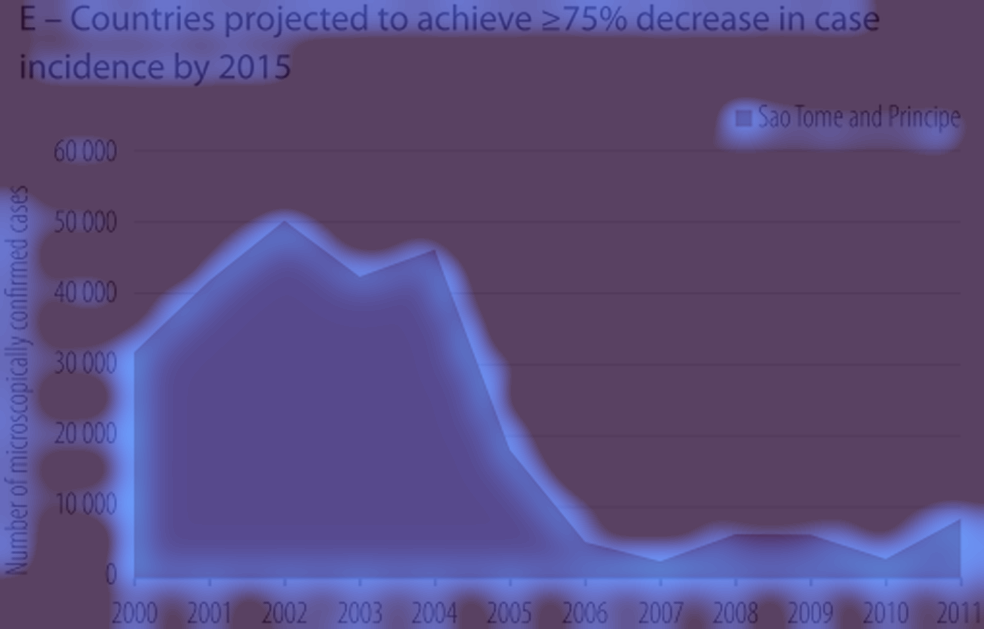 E – Countries projected to achieve ≥75% decrease in case
incidence by 2015
Sao Tome and Principe
Number of microscopically confirmed cases
60 000
50 000
40 000
30 000
20 000
10 000
0
2000 2001 2002 2003 2004 2005 2006 2007 2008 2009 2010 2011